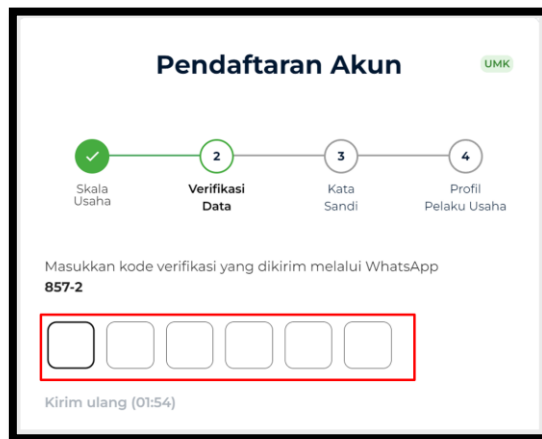 Pendaftaran Akun
UMK
2
3
4
Skala
Usaha
Verifikasi
Data
Kata
Sandi
Profil
Pelaku Usaha
Masukkan kode verifikasi yang dikirim melalui WhatsApp
857-2
Kirim ulang (01:54)